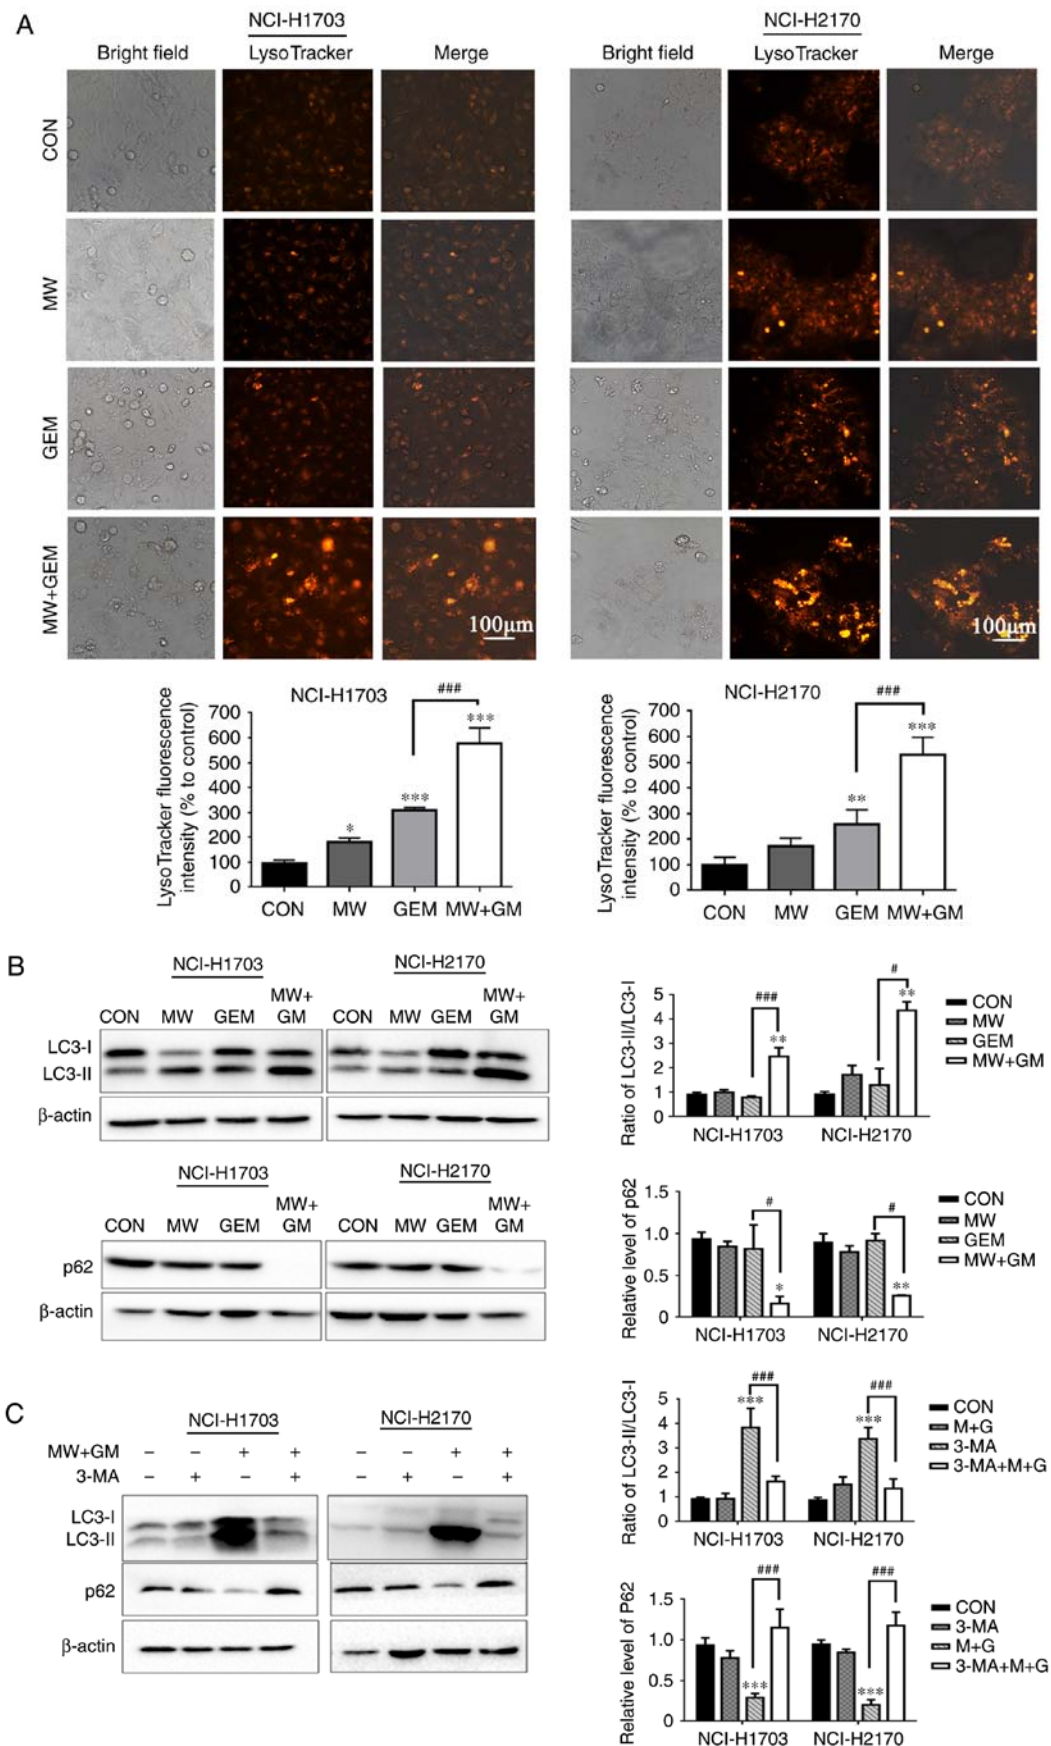 A
NCI-H1703
NCI-H2170
Bright field LysoTracker Merge
Bright field LysoTracker Merge
CON
MW
GEM
MW+GEM
100μm
100μm
LysoTracker fluorescence
intensity (% to control)
NCI-H1703
700
600
500
400
300
200
100
0
*
***
###
***
CON MW GEM MW+GM
LysoTracker fluorescence
intensity (% to control)
NCI-H2170
700
600
500
400
300
200
100
0
**
###
***
CON MW GEM MW+GM
B
NCI-H1703
NCI-H2170
CON MW GEM MW+
GM
CON MW GEM MW+
GM
LC3-I
LC3-II
β-actin
Ratio of LC3-II/LC3-I
5
4
3
2
1
0
###
**
#
**
NCI-H1703 NCI-H2170
CON
MW
GEM
MW+GM
NCI-H1703
NCI-H2170
CON MW GEM MW+
GM
CON MW GEM MW+
GM
p62
β-actin
Relative level of p62
1.5
1.0
0.5
0
#
*
#
**
NCI-H1703 NCI-H2170
CON
MW
GEM
MW+GM
C
NCI-H1703
NCI-H2170
MW+GM – – + + – – + +
3-MA – + – + – + – +
LC3-I
LC3-II
p62
β-actin
Ratio of LC3-II/LC3-I
5
4
3
2
1
0
***
###
***
###
NCI-H1703 NCI-H2170
CON
M+G
3-MA
3-MA+M+G
Relative level of P62
1.5
1.0
0.5
0
***
###
***
###
NCI-H1703 NCI-H2170
CON
3-MA
M+G
3-MA+M+G